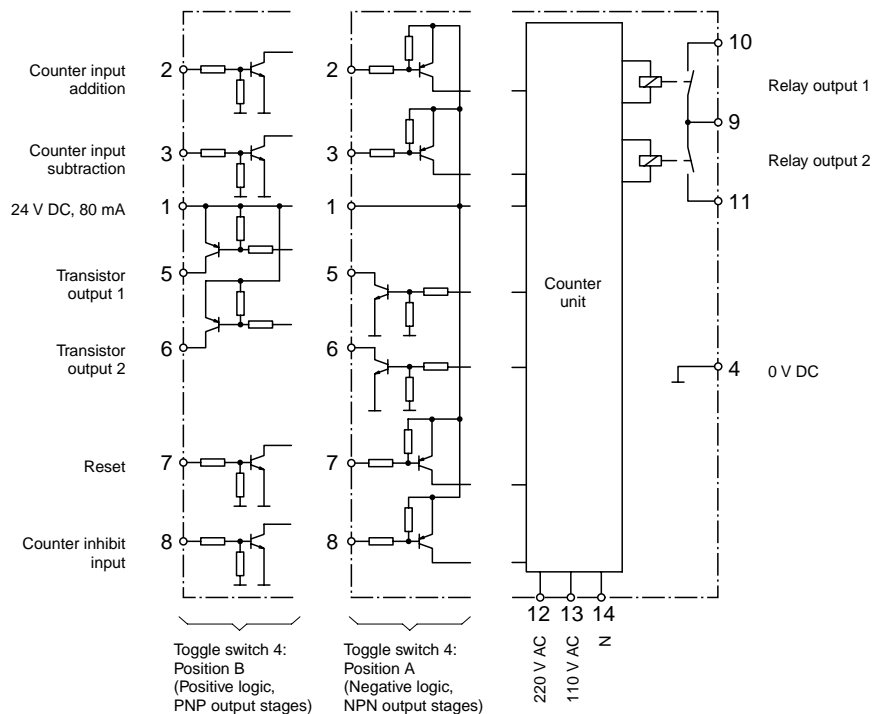 Counter input
addition
2
2
10
Relay output 1
9
Counter input
subtraction
3
3
Relay output 2
24 V DC, 80 mA
1
1
11
Transistor
output 1
5
5
Counter
unit
Transistor
output 2
6
6
4
0 V DC
Reset
7
7
Counter inhibit
input
8
8
12
13
14
220 V AC
110 V AC
N
Toggle switch 4:
Position B
(Positive logic,
PNP output stages)
Toggle switch 4:
Position A
(Negative logic,
NPN output stages)